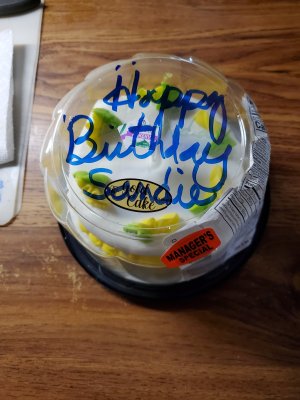 Happy
Birthday
Sandie
Cake
MANAGER'S
SPECIAL